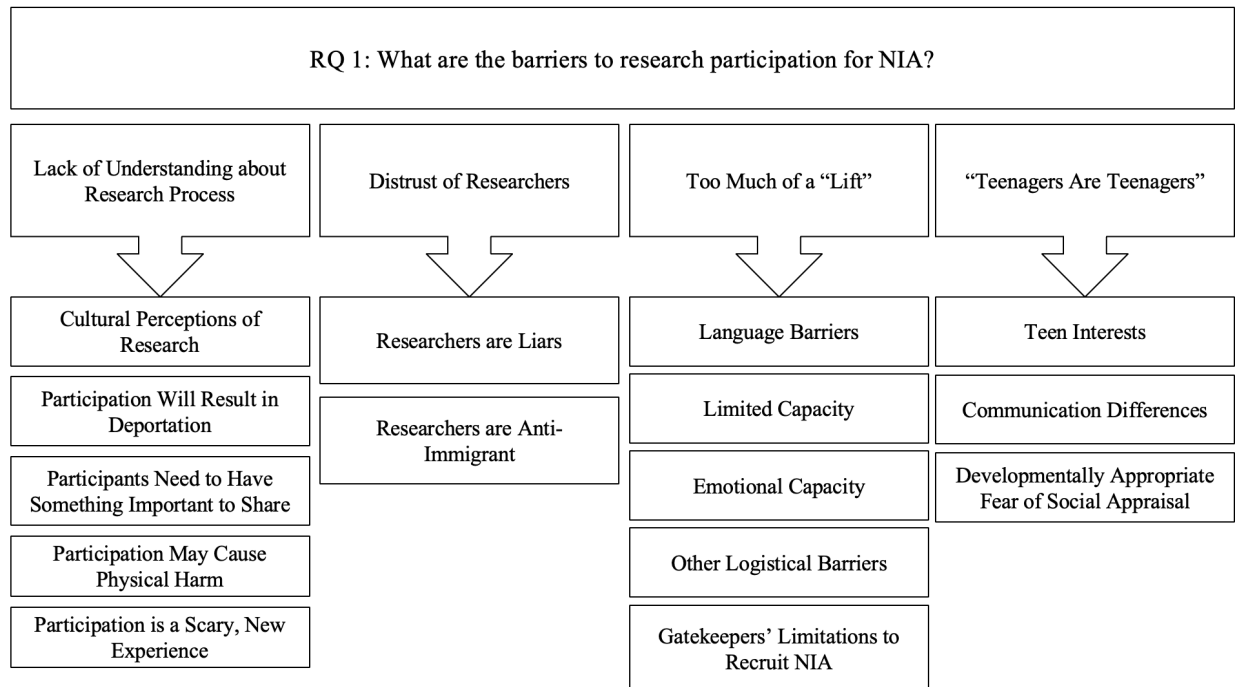 RQ 1: What are the barriers to research participation for NIA?
Lack of Understanding about
Research Process
Cultural Perceptions of
Research
Participation Will Result in
Deportation
Participants Need to Have
Something Important to Share
Participation May Cause
Physical Harm
Participation is a Scary, New
Experience
Distrust of Researchers
Researchers are Liars
Researchers are Anti-
Immigrant
Too Much of a “Lift”
Language Barriers
Limited Capacity
Emotional Capacity
Other Logistical Barriers
Gatekeepers’ Limitations to
Recruit NIA
“Teenagers Are Teenagers”
Teen Interests
Communication Differences
Developmentally Appropriate
Fear of Social Appraisal